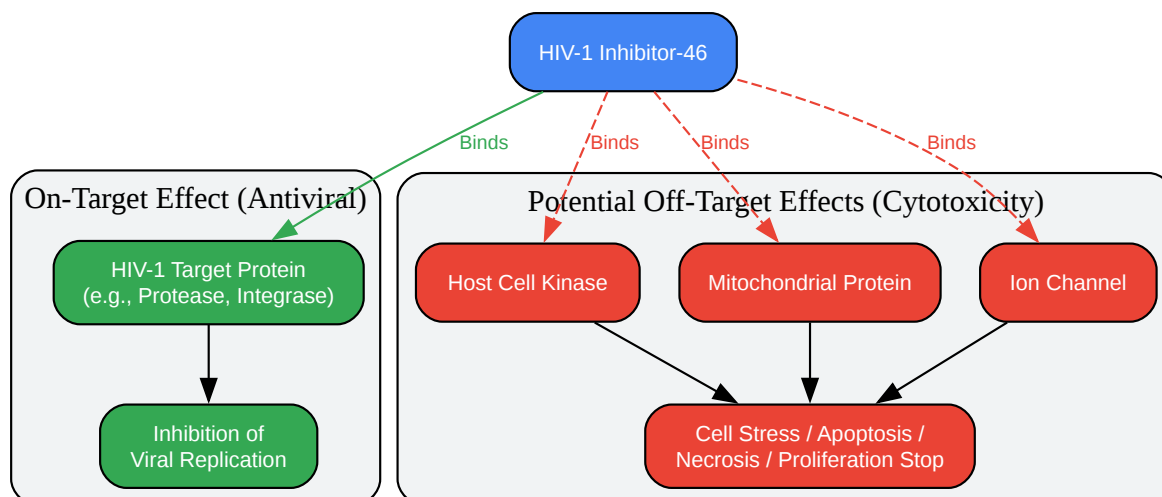 HIV-1 Inhibitor-46
Binds
Binds
Binds
Binds
On-Target Effect (Antiviral)
Potential Off-Target Effects (Cytotoxicity)
HIV-1 Target Protein
(e.g., Protease, Integrase)
Host Cell Kinase
Mitochondrial Protein
Ion Channel
Inhibition of
Viral Replication
Cell Stress / Apoptosis /
Necrosis / Proliferation Stop